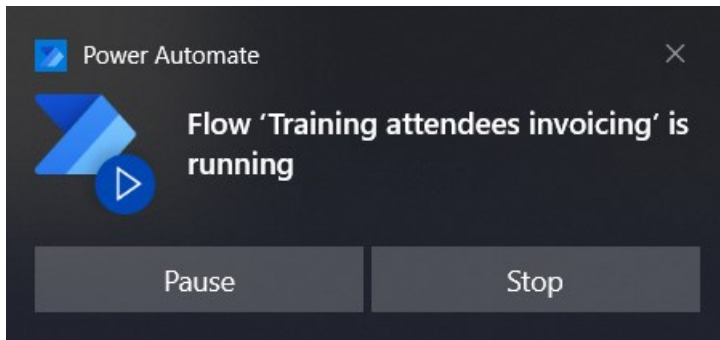 Power Automate
Flow ‘Training attendees invoicing’ is
running
Pause
Stop